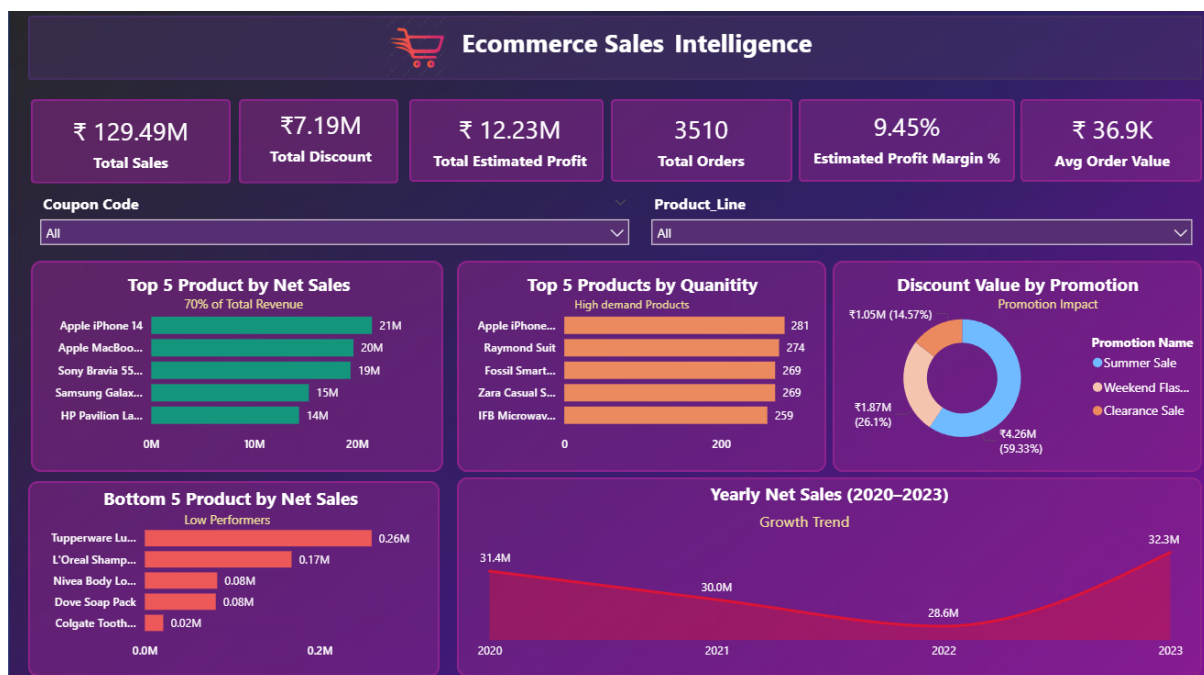 Ecommerce Sales Intelligence
₹ 129.49M
Total Sales
₹7.19M
Total Discount
₹ 12.23M
Total Estimated Profit
3510
Total Orders
9.45%
Estimated Profit Margin %
₹ 36.9K
Avg Order Value
Coupon Code
All
Product_Line
All
Top 5 Product by Net Sales
70% of Total Revenue
Apple iPhone 14 21M
Apple MacBoo... 20M
Sony Bravia 55... 19M
Samsung Galax... 15M
HP Pavilion La... 14M
0M 10M 20M
Top 5 Products by Quanitity
High demand Products
Apple iPhone... 281
Raymond Suit 274
Fossil Smart... 269
Zara Casual S... 269
IFB Microwav... 259
0 200
Discount Value by Promotion
Promotion Impact
₹1.05M (14.57%)
₹1.87M
(26.1%)
₹4.26M
(59.33%)
Promotion Name
Summer Sale
Weekend Flas...
Clearance Sale
Bottom 5 Product by Net Sales
Low Performers
Tupperware Lu... 0.26M
L'Oreal Shamp... 0.17M
Nivea Body Lo... 0.08M
Dove Soap Pack 0.08M
Colgate Tooth... 0.02M
0.0M 0.2M
Yearly Net Sales (2020–2023)
Growth Trend
31.4M
30.0M
28.6M
32.3M
2020 2021 2022 2023